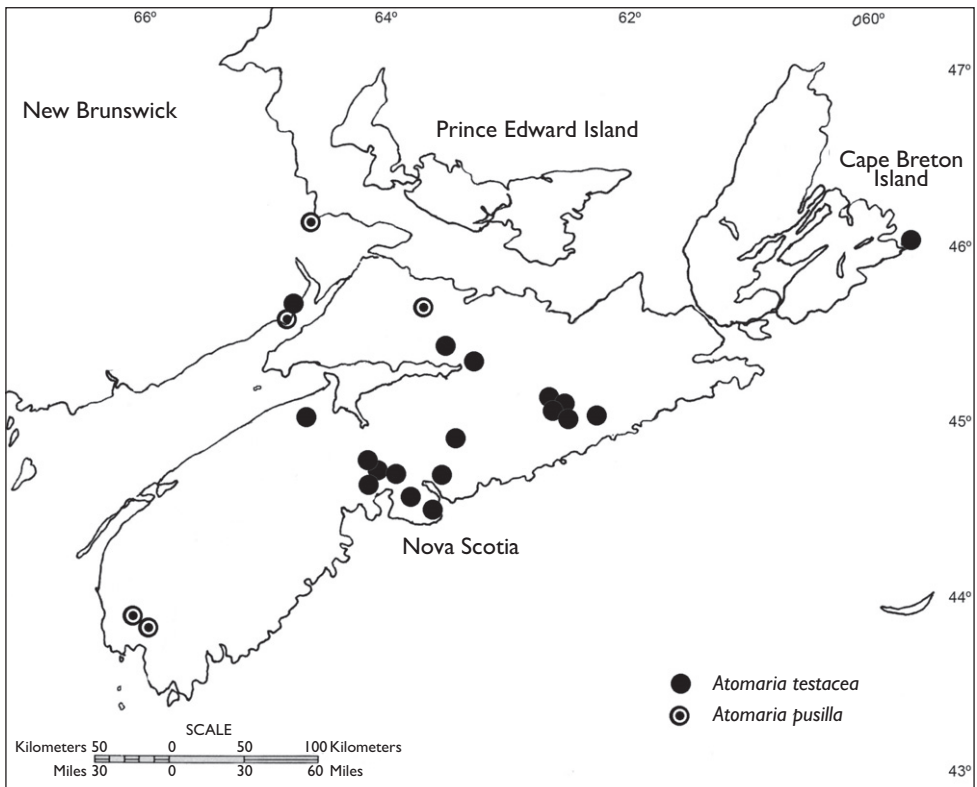 66º 64º 62º 60º
47º
New Brunswick
Prince Edward Island
Cape Breton
Island
46º
45º
Nova Scotia
44º
Atomaria testacea
Atomaria pusilla
SCALE
Kilometers 50 0 50 100 Kilometers
Miles 30 0 30 60 Miles
43º